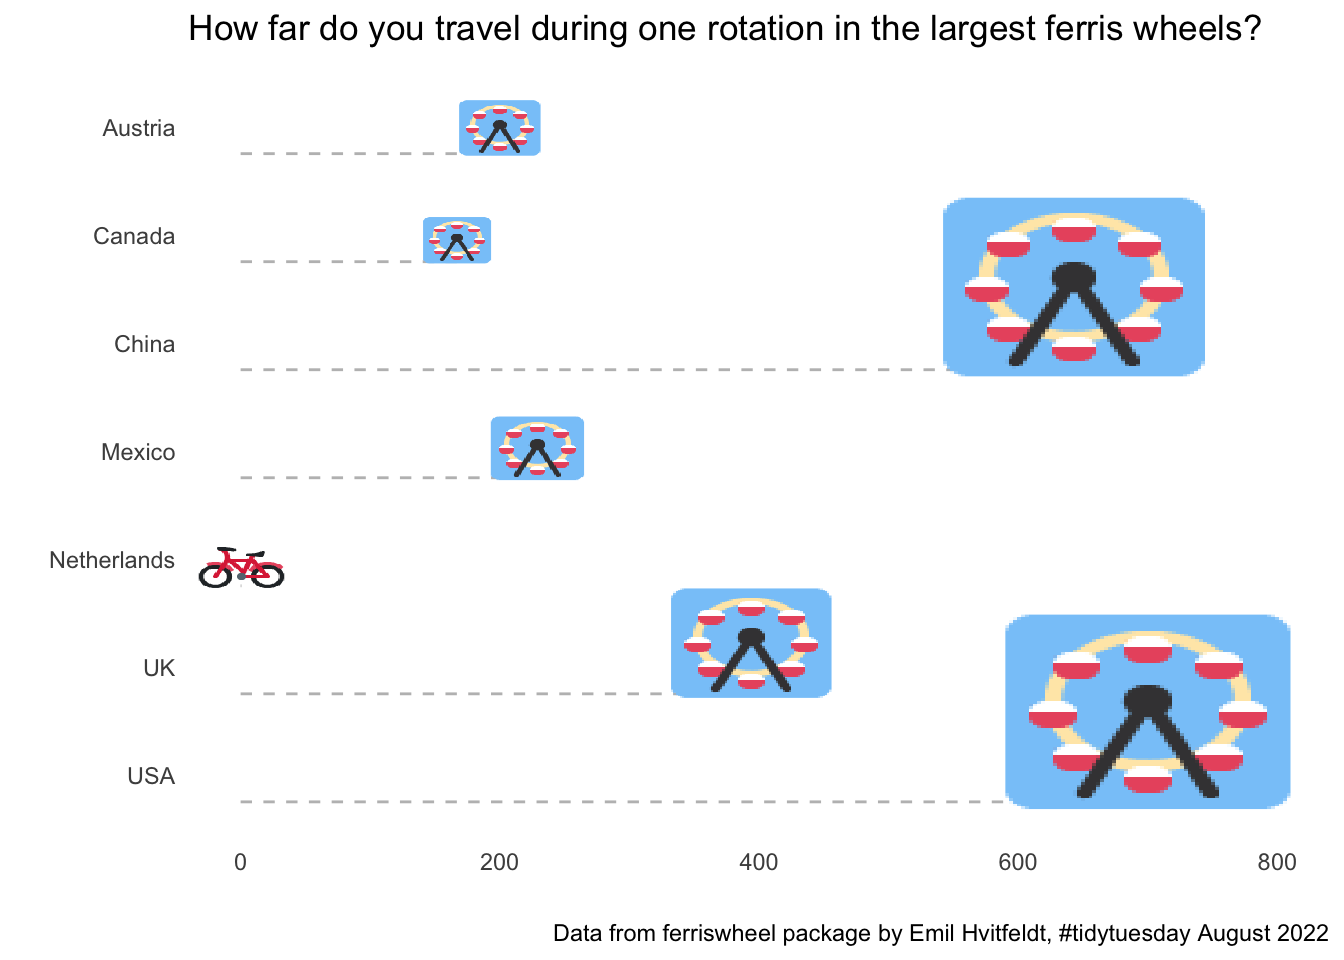 How far do you travel during one rotation in the largest ferris wheels?
Austria
Canada
China
Mexico
Netherlands
UK
USA
0 200 400 600 800
Data from ferriswheel package by Emil Hvitfeldt, #tidytuesday August 2022